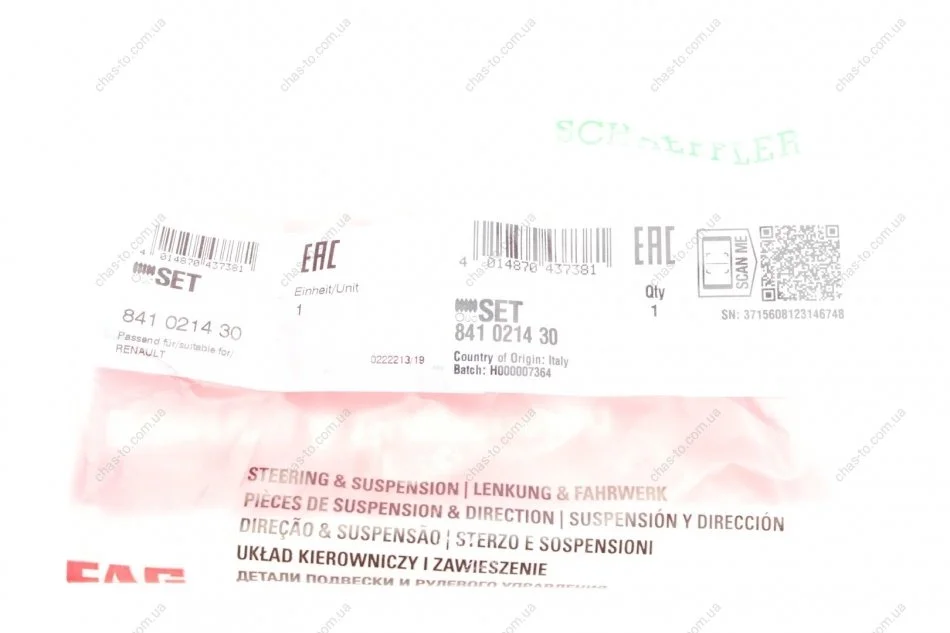 SCHAEFFLER
4 014870 437381
SET
841 0214 30
Passend für/suitable for/
RENAULT
EAC
Einheit/Unit
1
0222213/19
4 014870 437381
SET
841 0214 30
Country of Origin: Italy
Batch: H000007364
EAC
Qty
1
SCAN ME
SN: 3715608123146748
STEERING & SUSPENSION | LENKUNG & FAHRWERK
PIÈCES DE SUSPENSION & DIRECTION | SUSPENSIÓN Y DIRECCIÓN
DIREÇÃO & SUSPENSÃO | STERZO E SOSPENSIONI
UKŁAD KIEROWNICZY I ZAWIESZENIE
ДЕТАЛИ ПОДВЕСКИ И РУЛЕВОГО УПРАВЛЕНИЯ
FAG
chas-to.com.ua